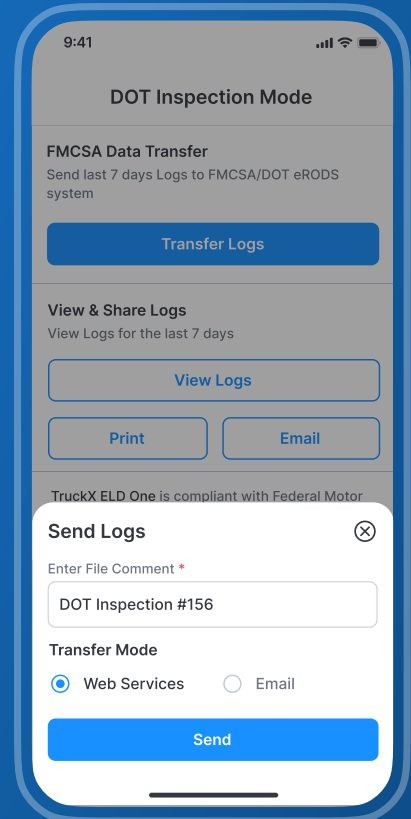 9:41
DOT Inspection Mode
FMCSA Data Transfer
Send last 7 days Logs to FMCSA/DOT eRODS
system
Transfer Logs
View & Share Logs
View Logs for the last 7 days
View Logs
Print
Email
TruckX ELD One is compliant with Federal Motor
Send Logs
Enter File Comment *
DOT Inspection #156
Transfer Mode
Web Services
Email
Send